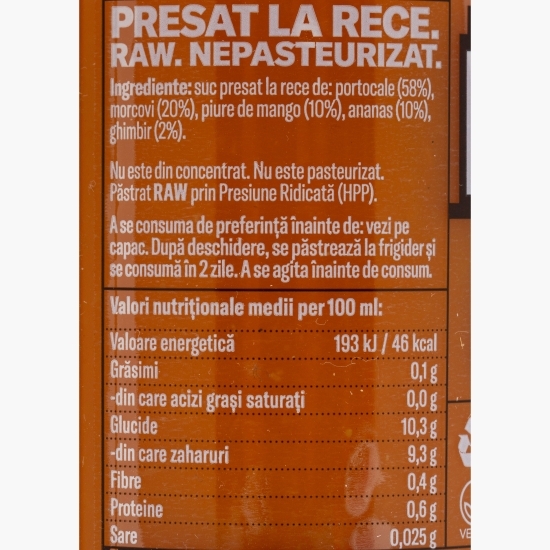 PRESAT LA RECE.
RAW. NEPASTEURIZAT.
Ingrediente: suc presat la rece de: portocale (58%),
morcovi (20%), piure de mango (10%), ananas (10%),
ghimbir (2%).
Nu este din concentrat. Nu este pasteurizat.
Păstrat RAW prin Presiune Ridicată (HPP).
A se consuma de preferință înainte de: vezi pe
capac. După deschidere, se păstrează la frigider și
se consumă în 2 zile. A se agita înainte de consum.
Valori nutriționale medii per 100 ml:
Valoare energetică 193 kJ / 46 kcal
Grăsimi 0,1 g
-din care acizi grași saturați 0,0 g
Glucide 10,3 g
-din care zaharuri 9,3 g
Fibre 0,4 g
Proteine 0,6 g
Sare 0,025 g